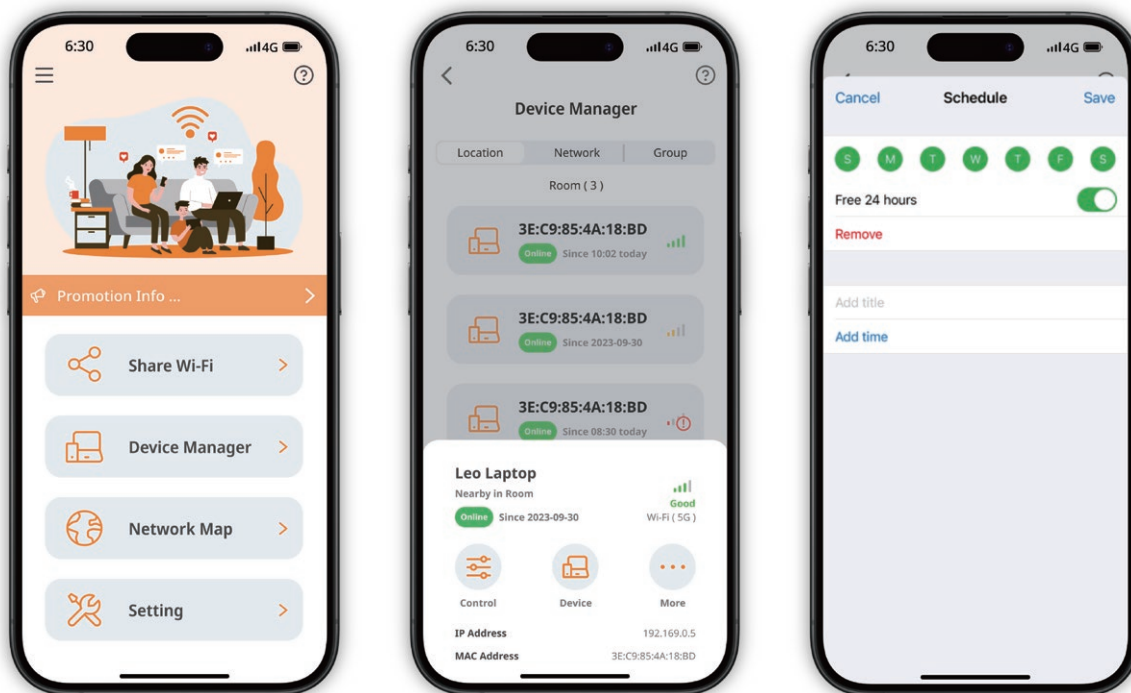 6:30
4G
Promotion Info ...
Share Wi-Fi
Device Manager
Network Map
Setting
6:30
4G
Device Manager
Location
Network
Group
Room ( 3 )
3E:C9:85:4A:18:BD
Online Since 10:02 today
3E:C9:85:4A:18:BD
Online Since 2023-09-30
3E:C9:85:4A:18:BD
Online Since 08:30 today
Leo Laptop
Nearby in Room
Good
Online Since 2023-09-30
Wi-Fi ( 5G )
Control
Device
More
IP Address 192.169.0.5
MAC Address 3E:C9:85:4A:18:BD
6:30
4G
Cancel Schedule Save
S M T W T F S
Free 24 hours
Remove
Add title
Add time